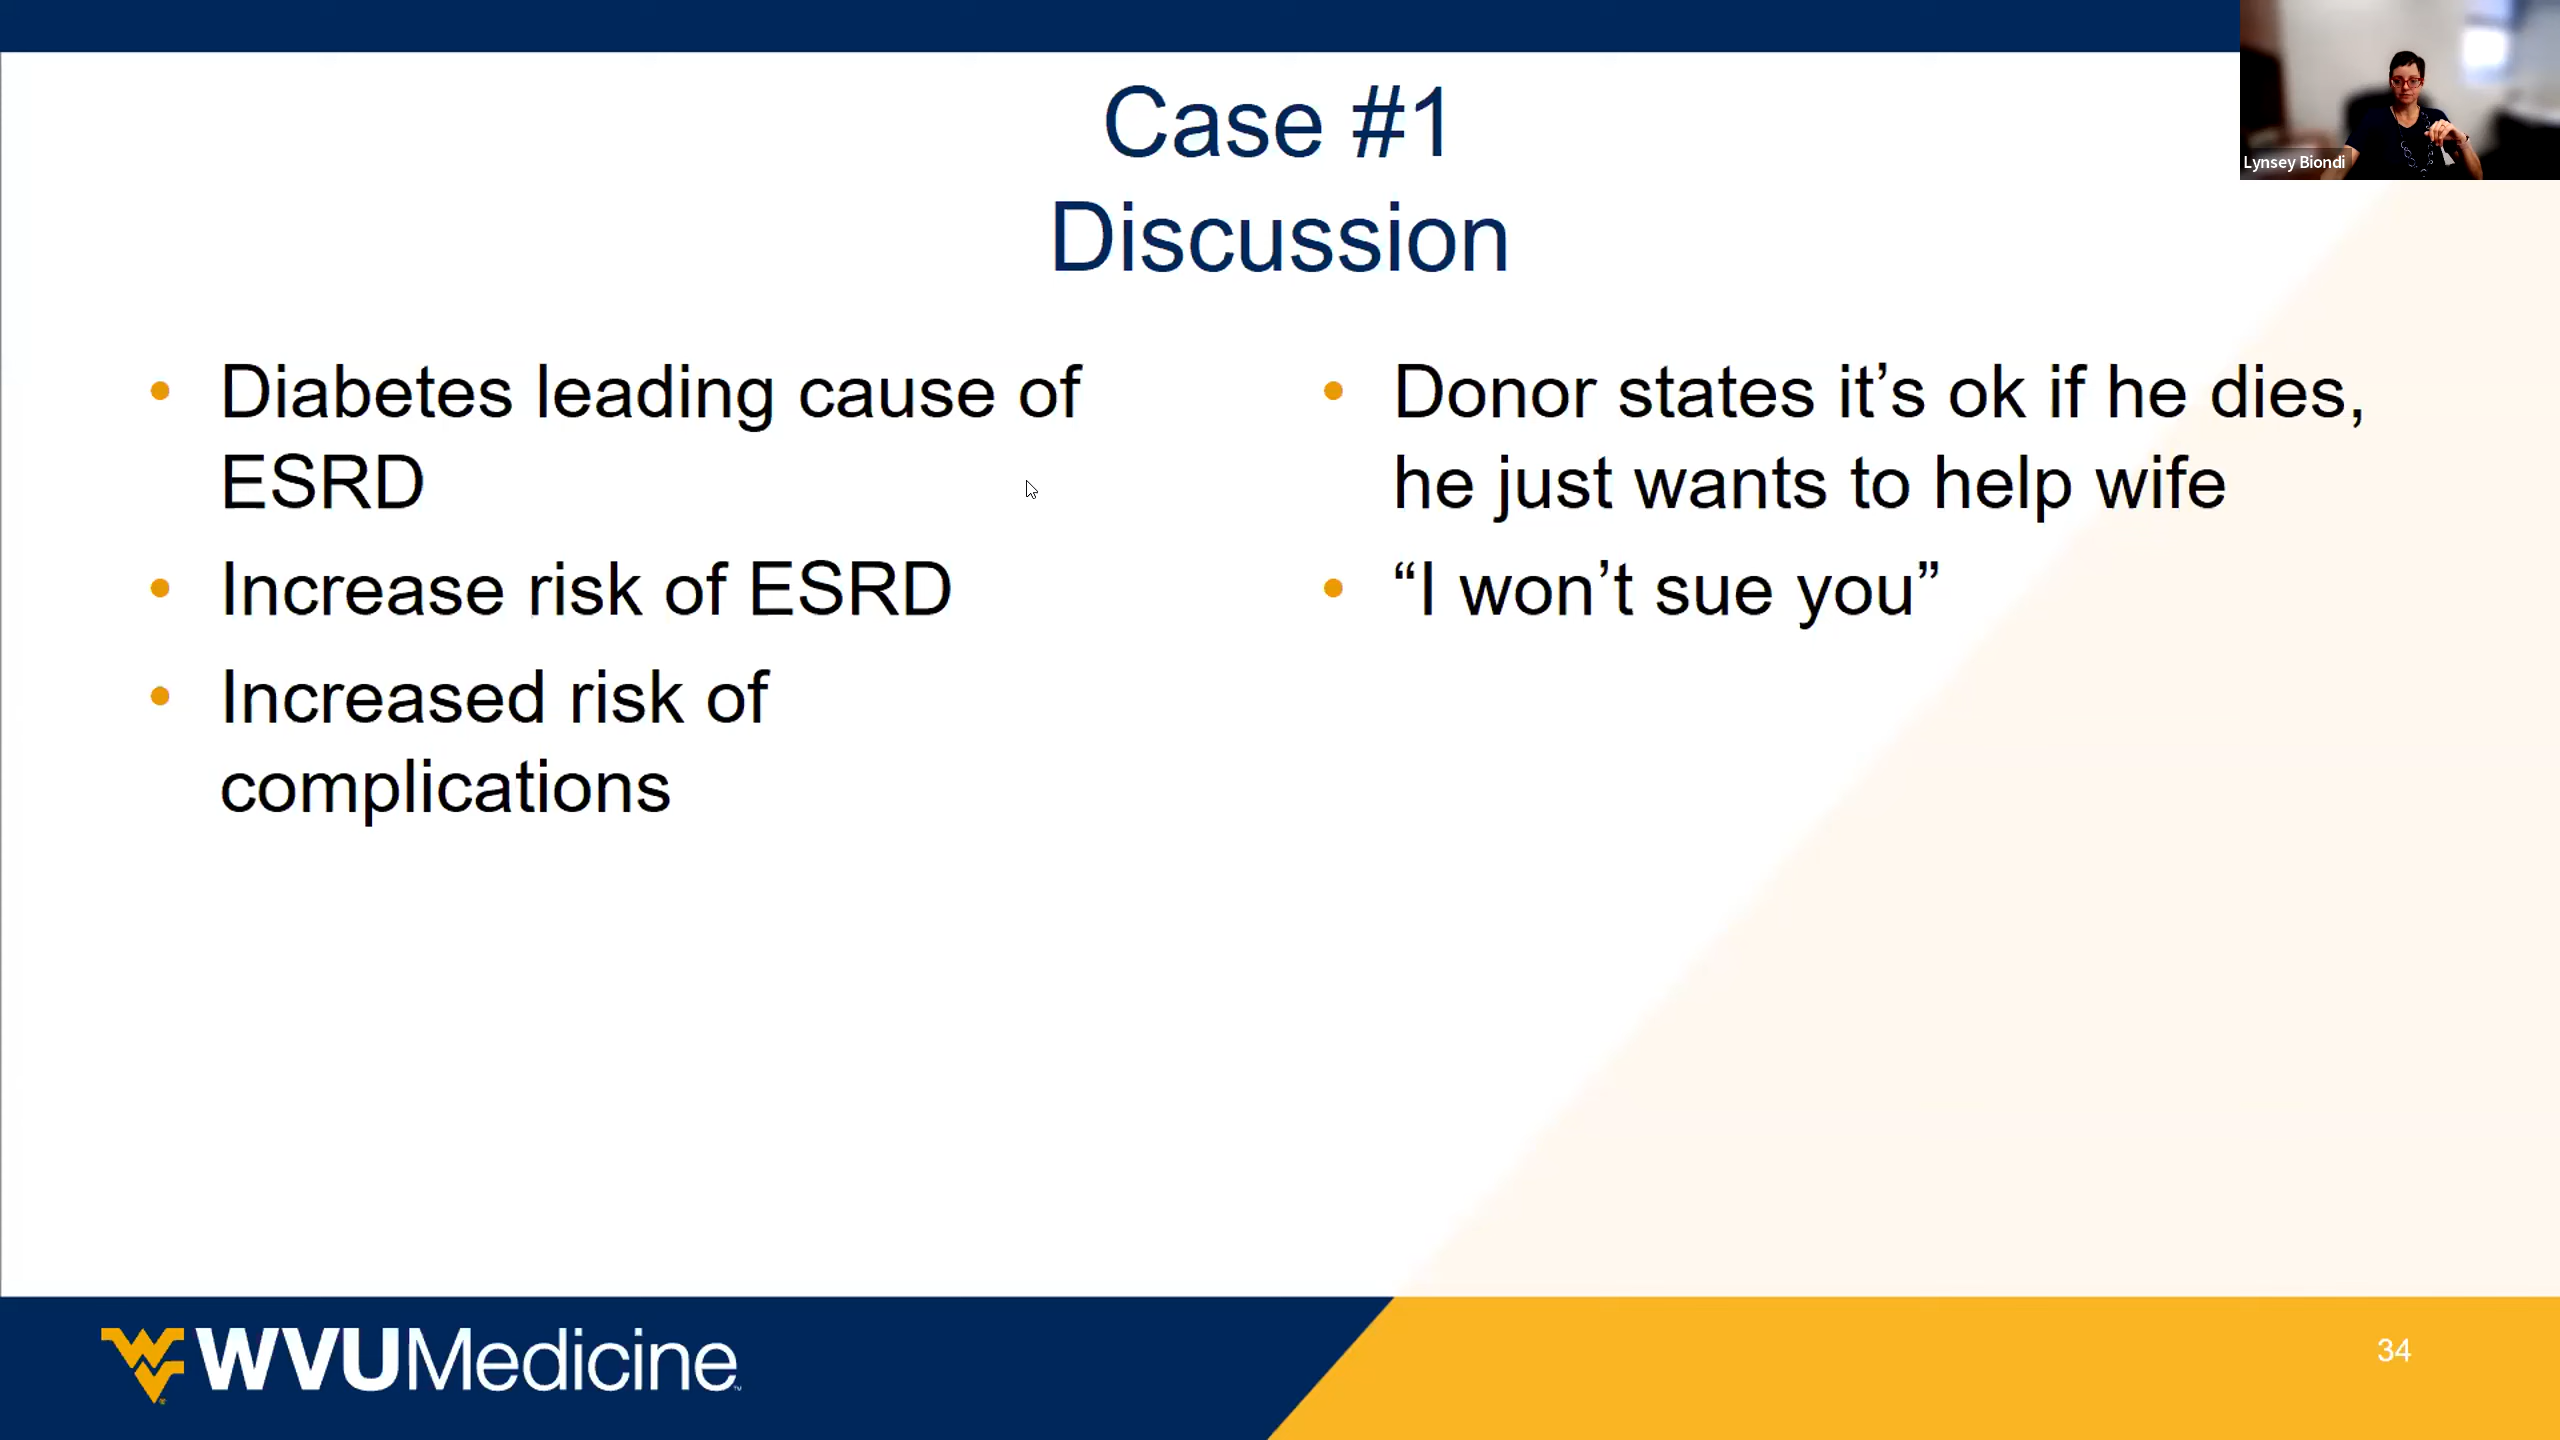 Case #1
Discussion
Lynsey Biondi
• Diabetes leading cause of
ESRD
• Increase risk of ESRD
• Increased risk of
complications
• Donor states it’s ok if he dies,
he just wants to help wife
• “I won’t sue you”
WVUMedicine™
34